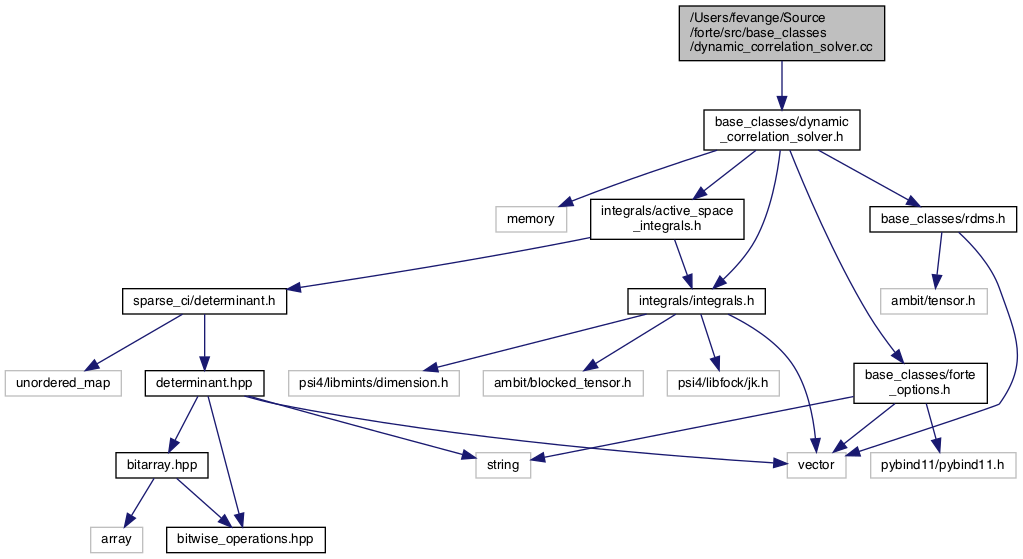 /Users/fevange/Source
/forte/src/base_classes
/dynamic_correlation_solver.cc
base_classes/dynamic
_correlation_solver.h
memory
integrals/active_space
_integrals.h
base_classes/rdms.h
sparse_ci/determinant.h
integrals/integrals.h
ambit/tensor.h
unordered_map
determinant.hpp
psi4/libmints/dimension.h
ambit/blocked_tensor.h
psi4/libfock/jk.h
base_classes/forte
_options.h
bitarray.hpp
string
vector
pybind11/pybind11.h
array
bitwise_operations.hpp